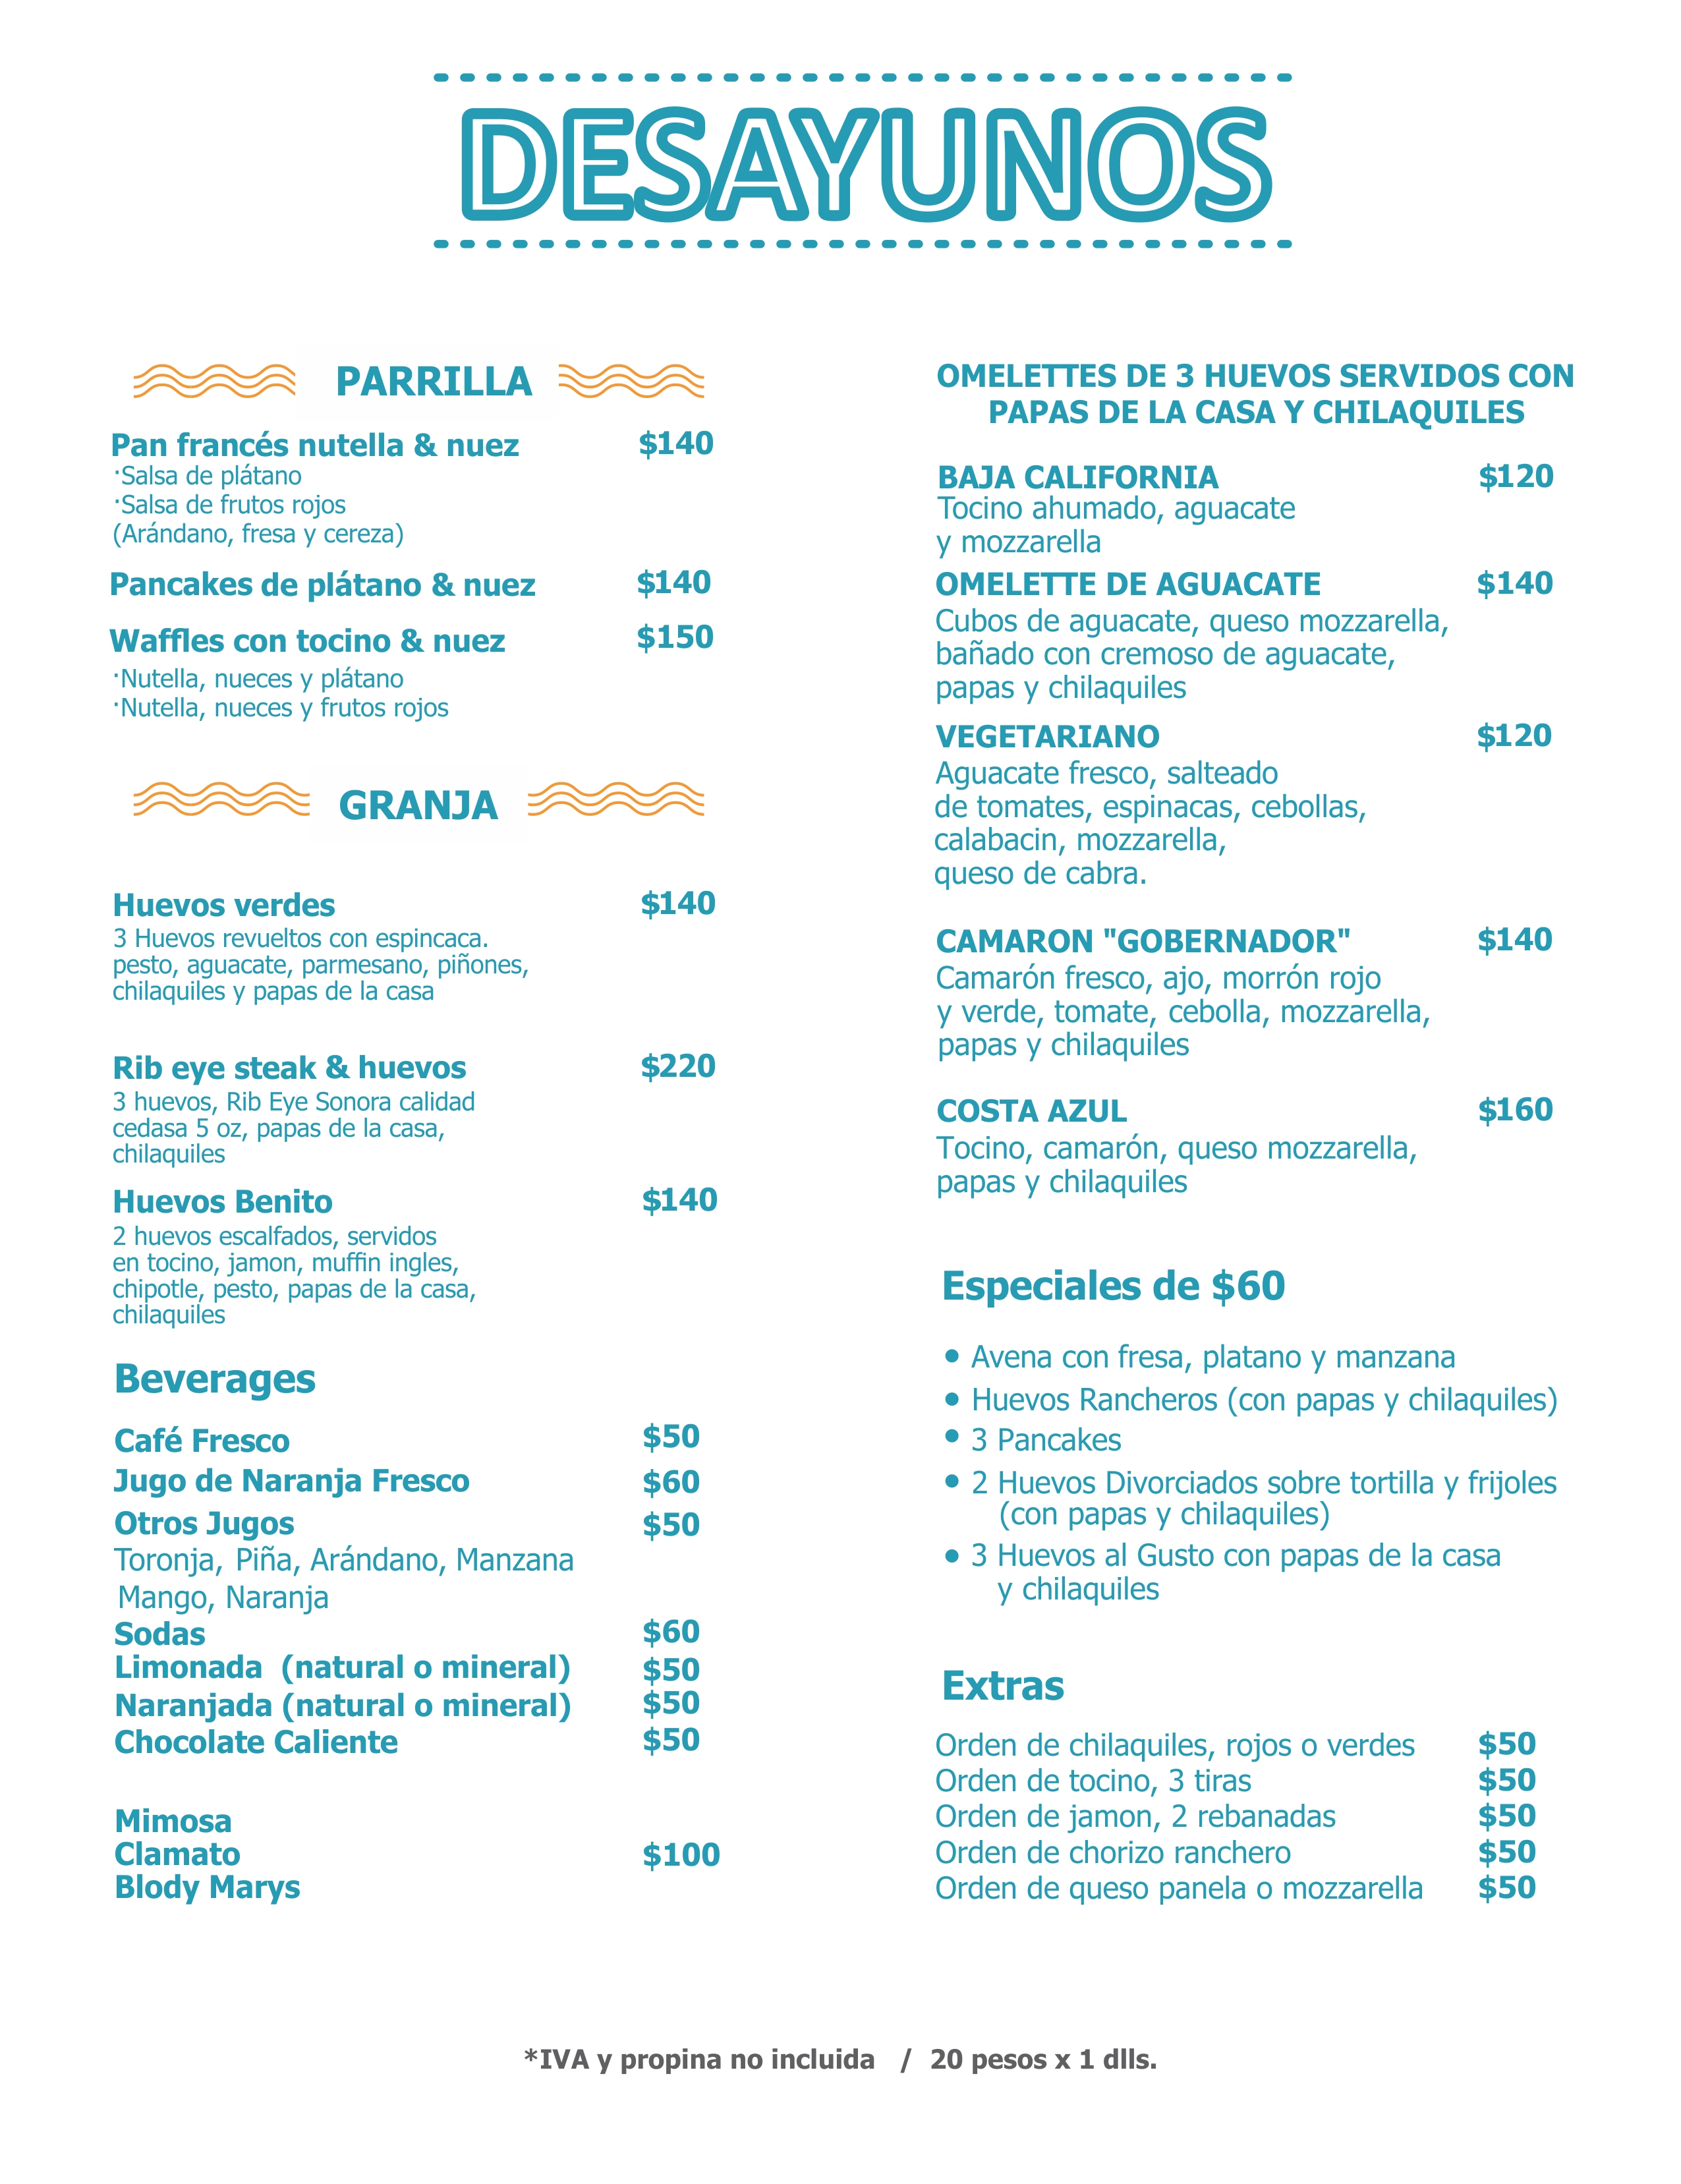 DESAYUNOS
PARRILLA
Pan francés nutella & nuez $140
·Salsa de plátano
·Salsa de frutos rojos
(Arándano, fresa y cereza)
Pancakes de plátano & nuez $140
Waffles con tocino & nuez $150
·Nutella, nueces y plátano
·Nutella, nueces y frutos rojos
GRANJA
Huevos verdes $140
3 Huevos revueltos con espincaca.
pesto, aguacate, parmesano, piñones,
chilaquiles y papas de la casa
Rib eye steak & huevos $220
3 huevos, Rib Eye Sonora calidad
cedasa 5 oz, papas de la casa,
chilaquiles
Huevos Benito $140
2 huevos escalfados, servidos
en tocino, jamon, muffin ingles,
chipotle, pesto, papas de la casa,
chilaquiles
Beverages
Café Fresco $50
Jugo de Naranja Fresco $60
Otros Jugos $50
Toronja, Piña, Arándano, Manzana
Mango, Naranja
Sodas $60
Limonada (natural o mineral) $50
Naranjada (natural o mineral) $50
Chocolate Caliente $50
Mimosa
Clamato $100
Blody Marys
OMELETTES DE 3 HUEVOS SERVIDOS CON
PAPAS DE LA CASA Y CHILAQUILES
BAJA CALIFORNIA $120
Tocino ahumado, aguacate
y mozzarella
OMELETTE DE AGUACATE $140
Cubos de aguacate, queso mozzarella,
bañado con cremoso de aguacate,
papas y chilaquiles
VEGETARIANO $120
Aguacate fresco, salteado
de tomates, espinacas, cebollas,
calabacin, mozzarella,
queso de cabra.
CAMARON "GOBERNADOR" $140
Camarón fresco, ajo, morrón rojo
y verde, tomate, cebolla, mozzarella,
papas y chilaquiles
COSTA AZUL $160
Tocino, camarón, queso mozzarella,
papas y chilaquiles
Especiales de $60
• Avena con fresa, platano y manzana
• Huevos Rancheros (con papas y chilaquiles)
• 3 Pancakes
• 2 Huevos Divorciados sobre tortilla y frijoles
(con papas y chilaquiles)
• 3 Huevos al Gusto con papas de la casa
y chilaquiles
Extras
Orden de chilaquiles, rojos o verdes $50
Orden de tocino, 3 tiras $50
Orden de jamon, 2 rebanadas $50
Orden de chorizo ranchero $50
Orden de queso panela o mozzarella $50
*IVA y propina no incluida / 20 pesos x 1 dlls.